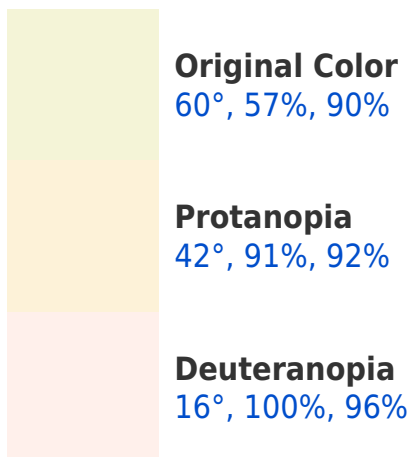 Original Color
60°, 57%, 90%
Protanopia
42°, 91%, 92%
Deuteranopia
16°, 100%, 96%